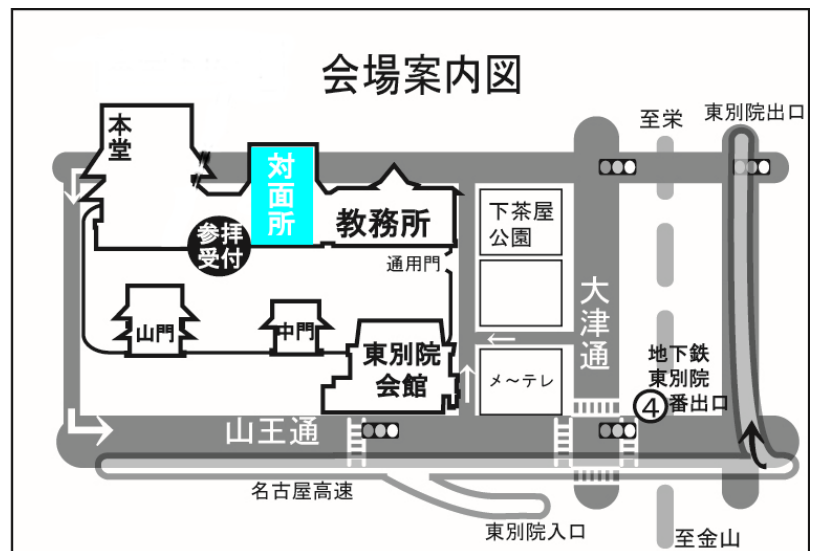 会場案内図
東別院出口
至栄
本堂
対面所
教務所
下茶屋
公園
参拝
受付
通用門
大津通
山門
中門
東別院
会館
メ〜テレ
地下鉄
東別院
④番出口
山王通
名古屋高速
東別院入口
至金山